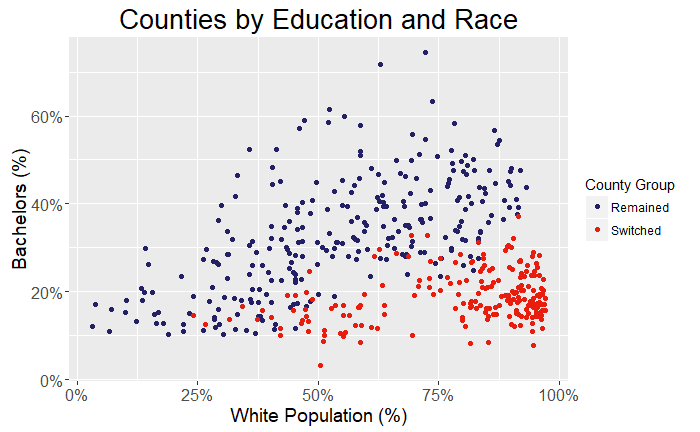 Counties by Education and Race
Bachelors (%)
60%
40%
20%
0%
0%
25%
50%
75%
100%
White Population (%)
County Group
Remained
Switched